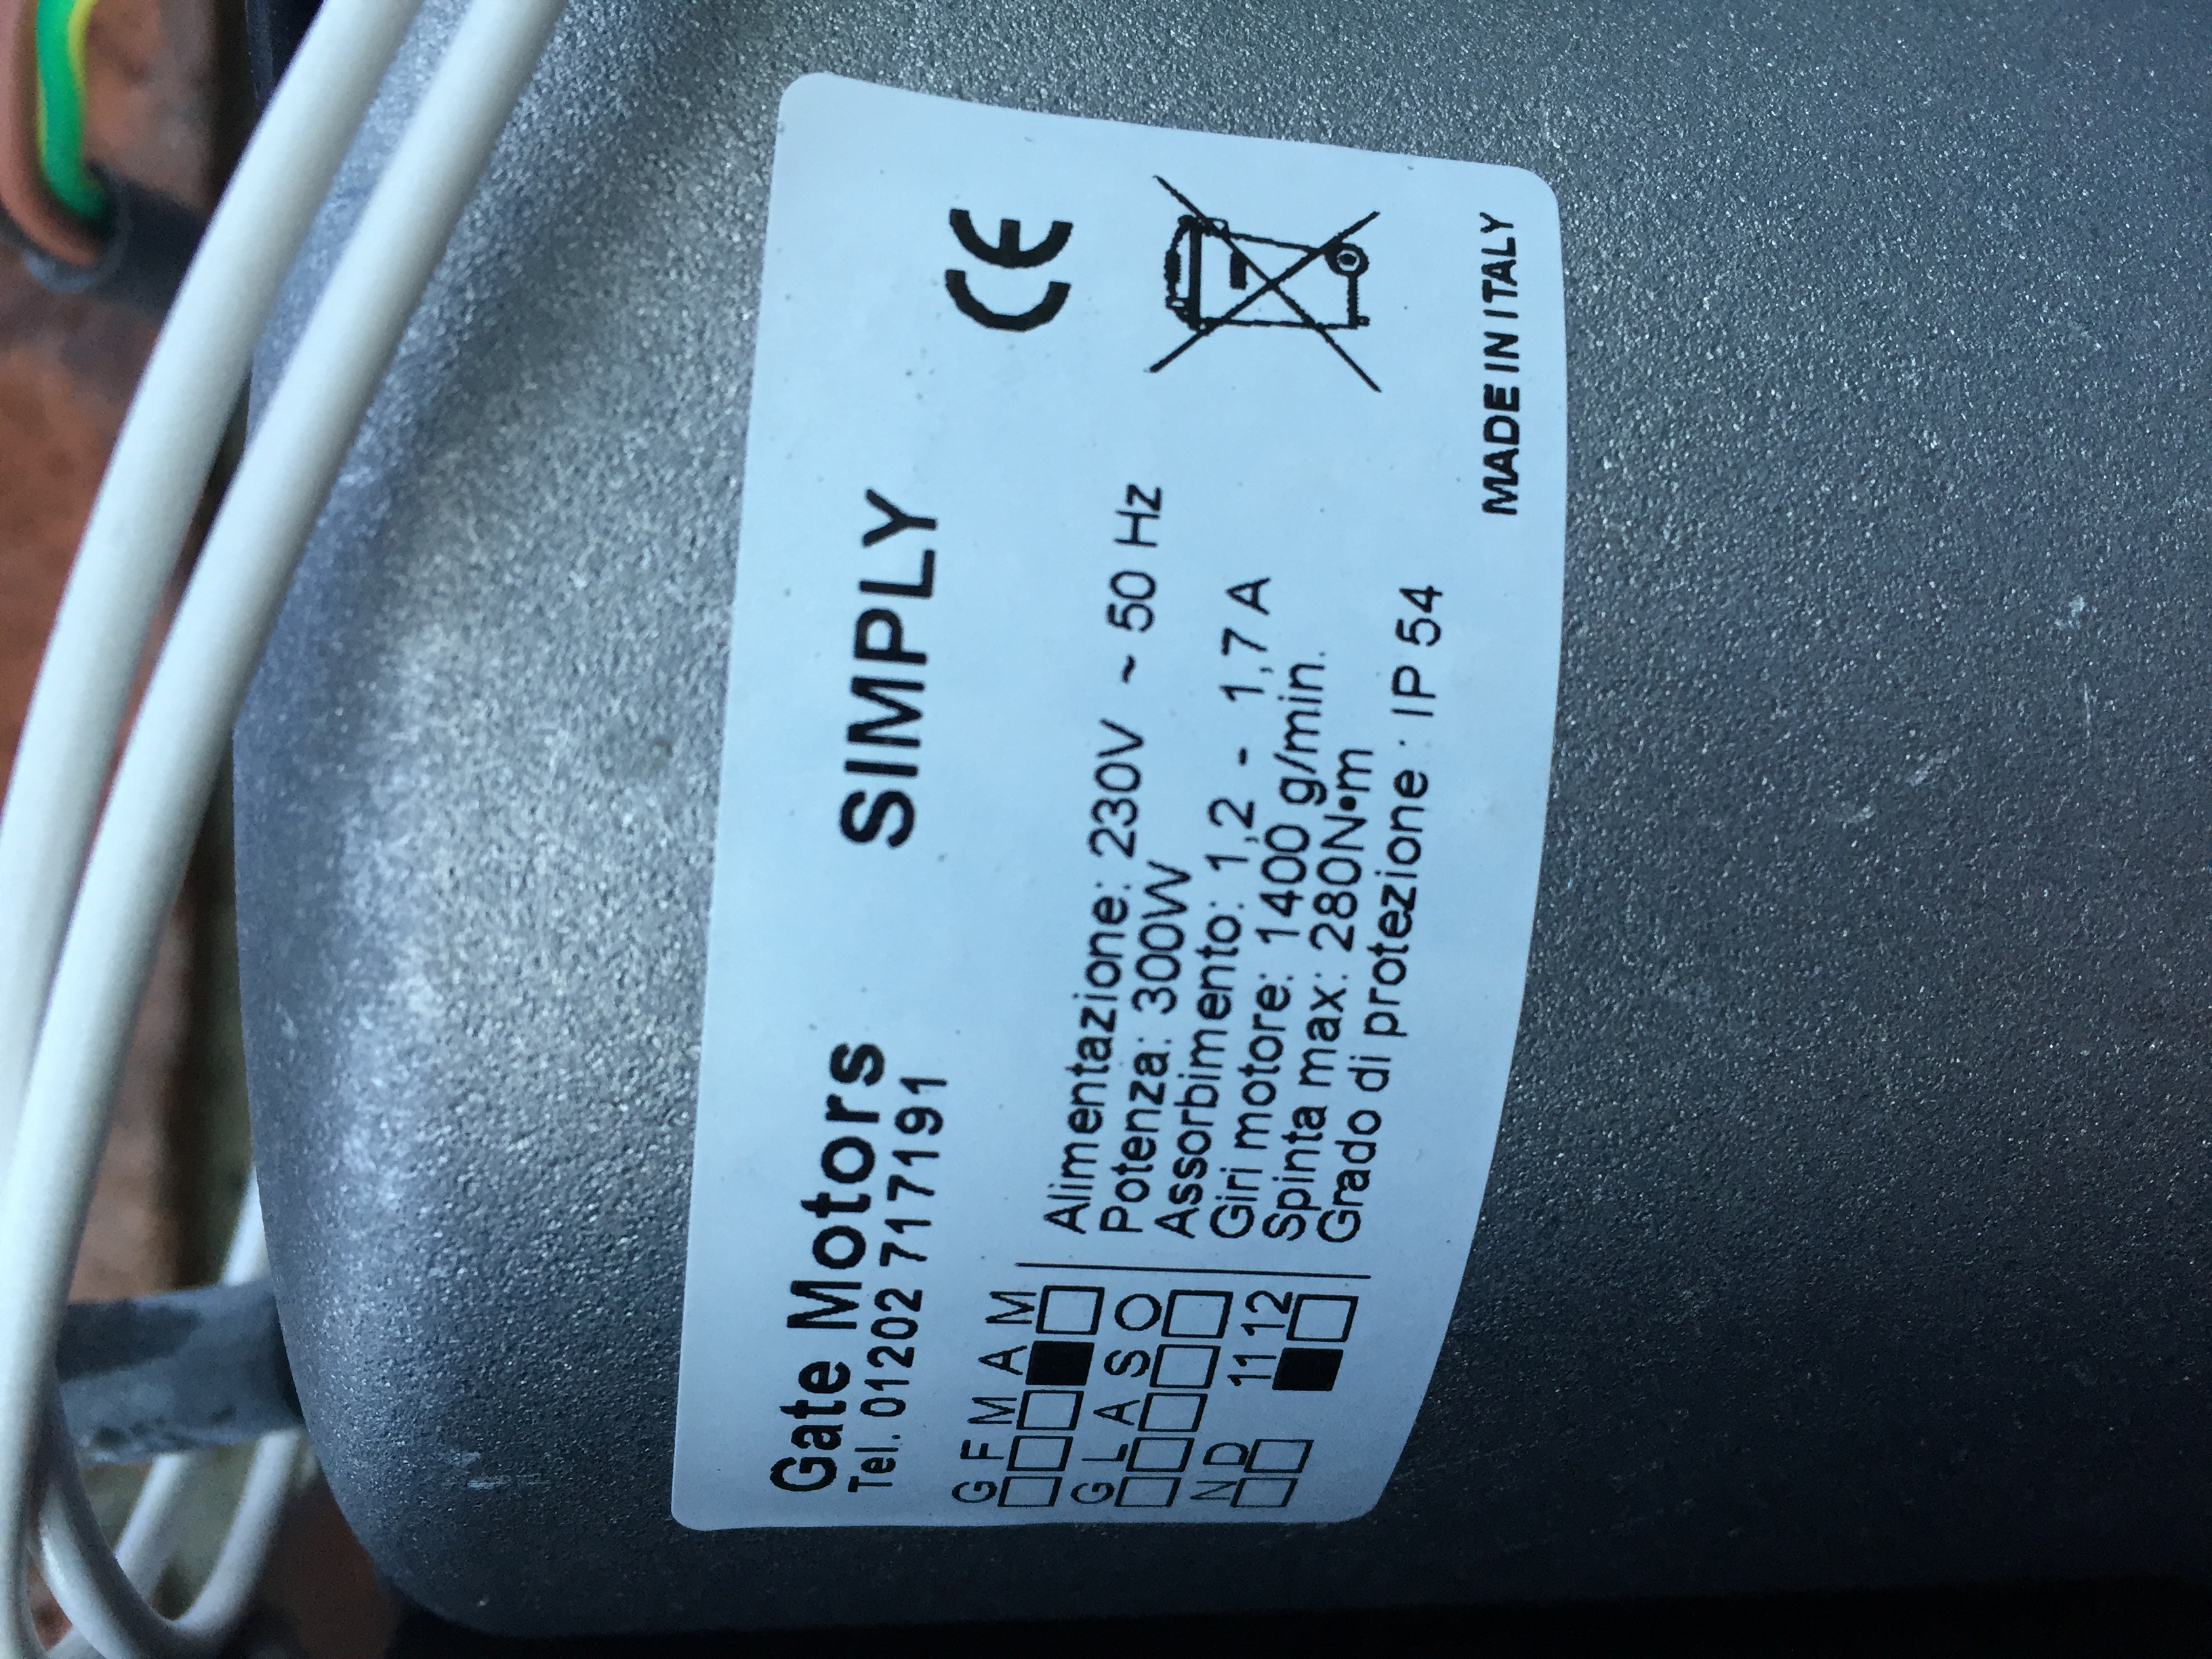 Gate Motors SIMPLY
Tel. 01202 717191
CE
G F M A M
G L A S O
N D 11 12
Alimentazione: 230V ~ 50 Hz
Potenza: 300W
Assorbimento: 1,2 - 1,7 A
Giri motore: 1400 g/min.
Spinta max: 280N•m
Grado di protezione : IP 54
MADE IN ITALY